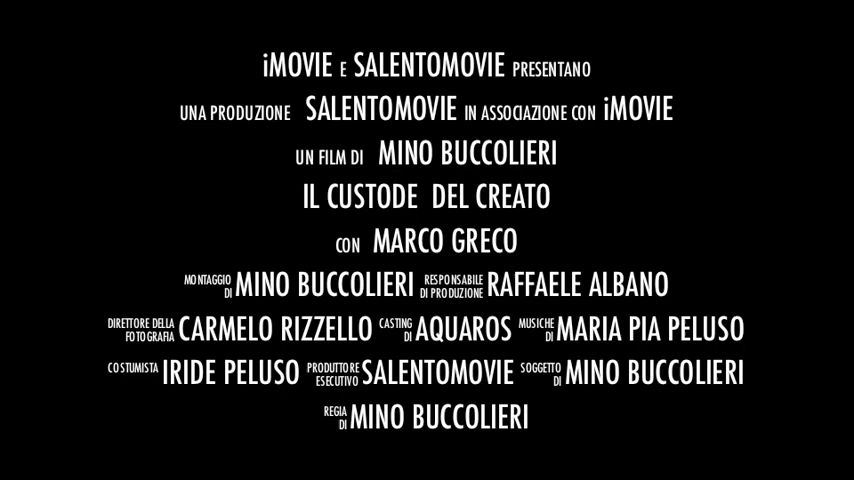 iMOVIE E SALENTOMOVIE PRESENTANO
UNA PRODUZIONE SALENTOMOVIE IN ASSOCIAZIONE CON iMOVIE
UN FILM DI MINO BUCCOLIERI
IL CUSTODE DEL CREATO
CON MARCO GRECO
MONTAGGIO DI MINO BUCCOLIERI RESPONSABILE DI PRODUZIONE RAFFAELE ALBANO
DIRETTORE DELLA FOTOGRAFIA CARMELO RIZZELLO CASTING DI AQUAROS MUSICHE DI MARIA PIA PELUSO
COSTUMISTA IRIDE PELUSO PRODUTTORE ESECUTIVO SALENTOMOVIE SOGGETTO DI MINO BUCCOLIERI
REGIA DI MINO BUCCOLIERI